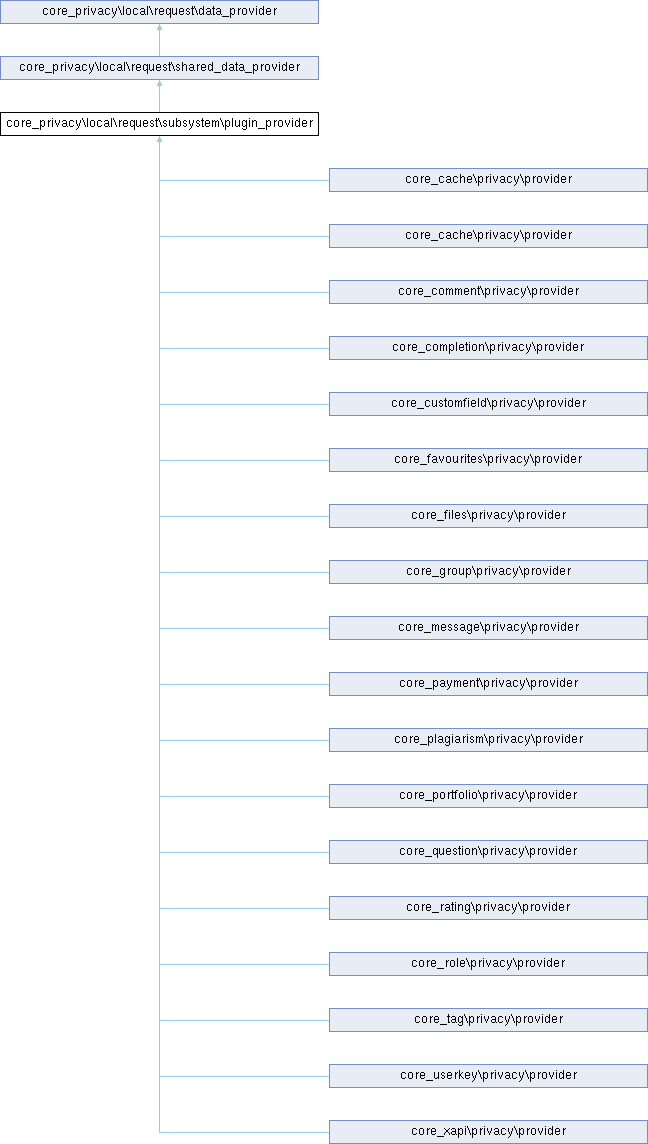 core_privacy\local\request\data_provider
core_privacy\local\request\shared_data_provider
core_privacy\local\request\subsystem\plugin_provider
core_cache\privacy\provider
core_cache\privacy\provider
core_comment\privacy\provider
core_completion\privacy\provider
core_customfield\privacy\provider
core_favourites\privacy\provider
core_files\privacy\provider
core_group\privacy\provider
core_message\privacy\provider
core_payment\privacy\provider
core_plagiarism\privacy\provider
core_portfolio\privacy\provider
core_question\privacy\provider
core_rating\privacy\provider
core_role\privacy\provider
core_tag\privacy\provider
core_userkey\privacy\provider
core_xapi\privacy\provider